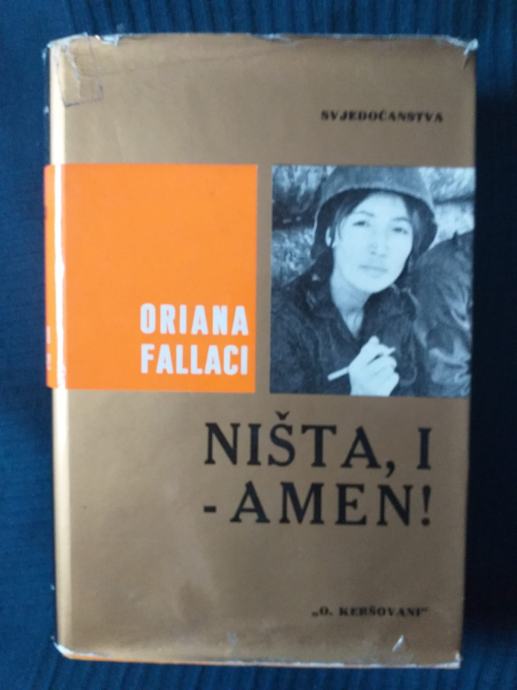 SVJEDOČANSTVA
ORIANA
FALLACI
NIŠTA, I
- AMEN!
„O. KERŠOVANI"